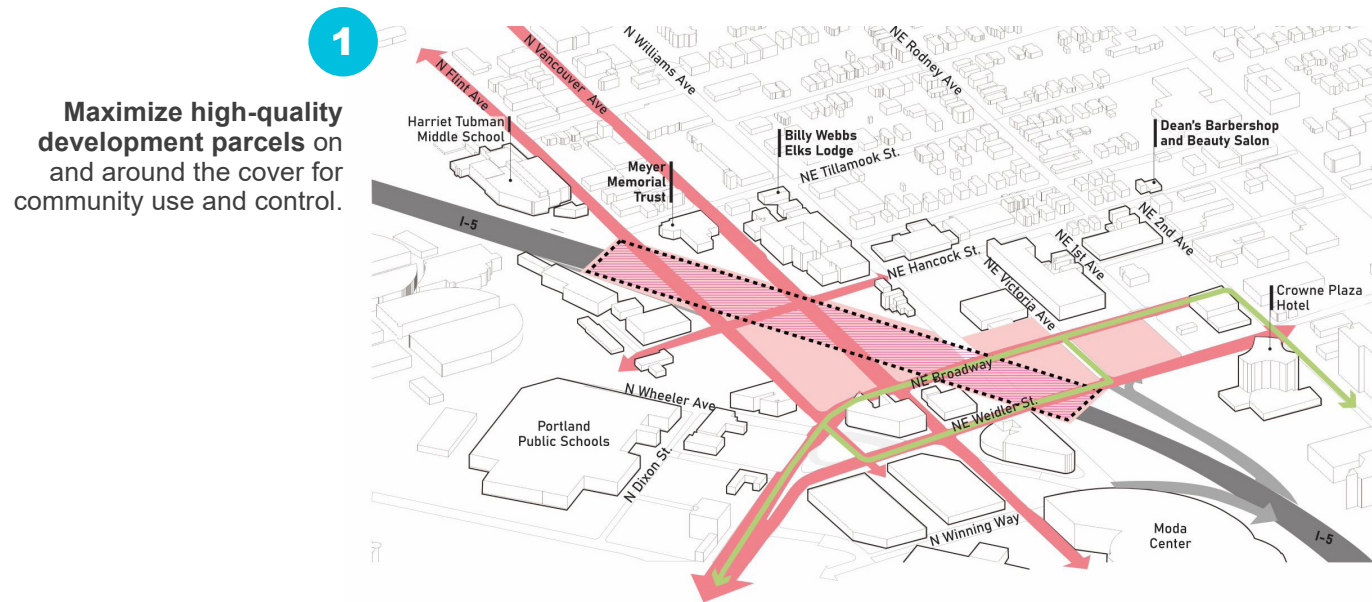 1
Maximize high-quality
development parcels on
and around the cover for
community use and control.
N Flint Ave
N Vancouver Ave
N Williams Ave
NE Rodney Ave
Harriet Tubman
Middle School
Meyer
Memorial
Trust
Billy Webbs
Elks Lodge
NE Tillamook St.
Dean's Barbershop
and Beauty Salon
I-5
NE Hancock St.
NE Victoria Ave
NE 1st Ave
NE 2nd Ave
Crowne Plaza
Hotel
NE Broadway
NE Weidler St.
N Wheeler Ave
Portland
Public Schools
N Dixon St.
N Winning Way
Moda
Center
I-5